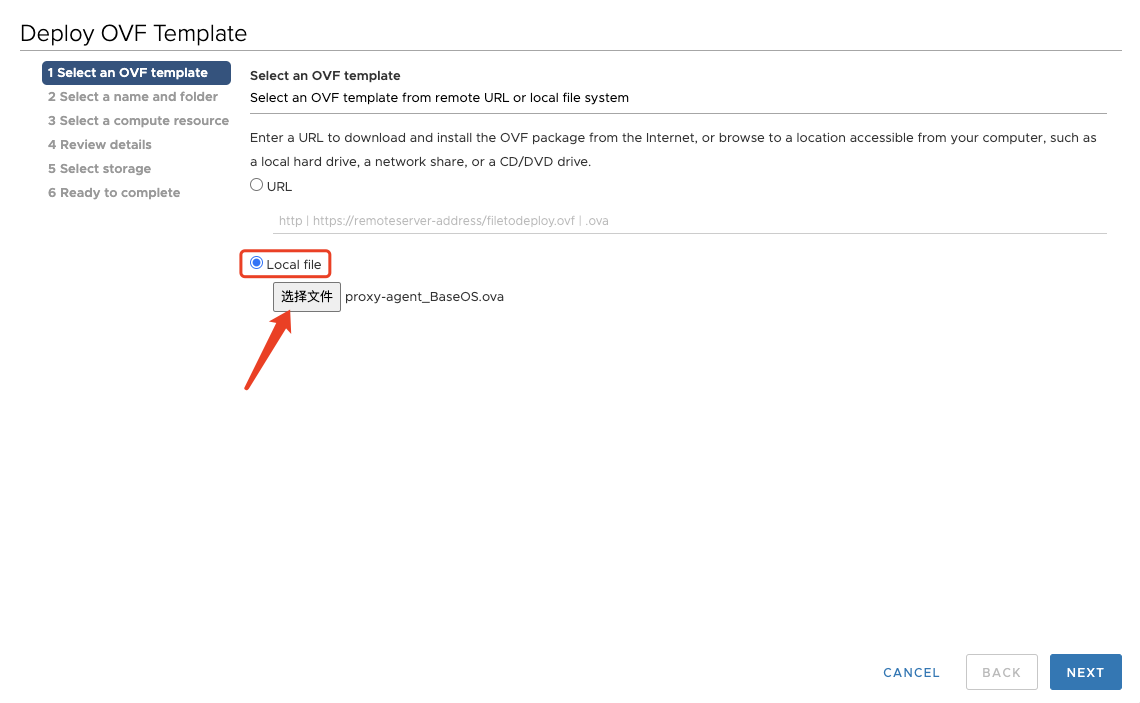 Deploy OVF Template
1 Select an OVF template
2 Select a name and folder
3 Select a compute resource
4 Review details
5 Select storage
6 Ready to complete
Select an OVF template
Select an OVF template from remote URL or local file system
Enter a URL to download and install the OVF package from the Internet, or browse to a location accessible from your computer, such as
a local hard drive, a network share, or a CD/DVD drive.
URL
http | https://remoteserver-address/filetodeploy.ovf | .ova
Local file
选择文件 proxy-agent_BaseOS.ova
CANCEL BACK NEXT